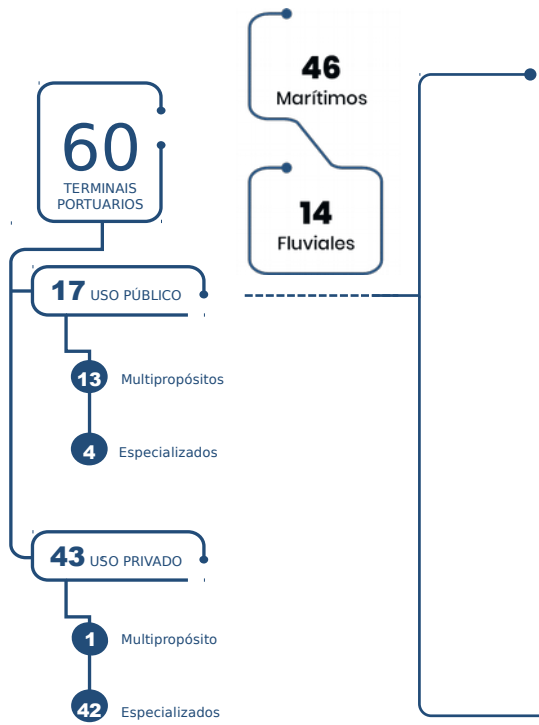 46
Marítimos
60
TERMINAIS
PORTUARIOS
14
Fluviales
17 USO PÚBLICO
13 Multipropósitos
4 Especializados
43 USO PRIVADO
1 Multipropósito
42 Especializados